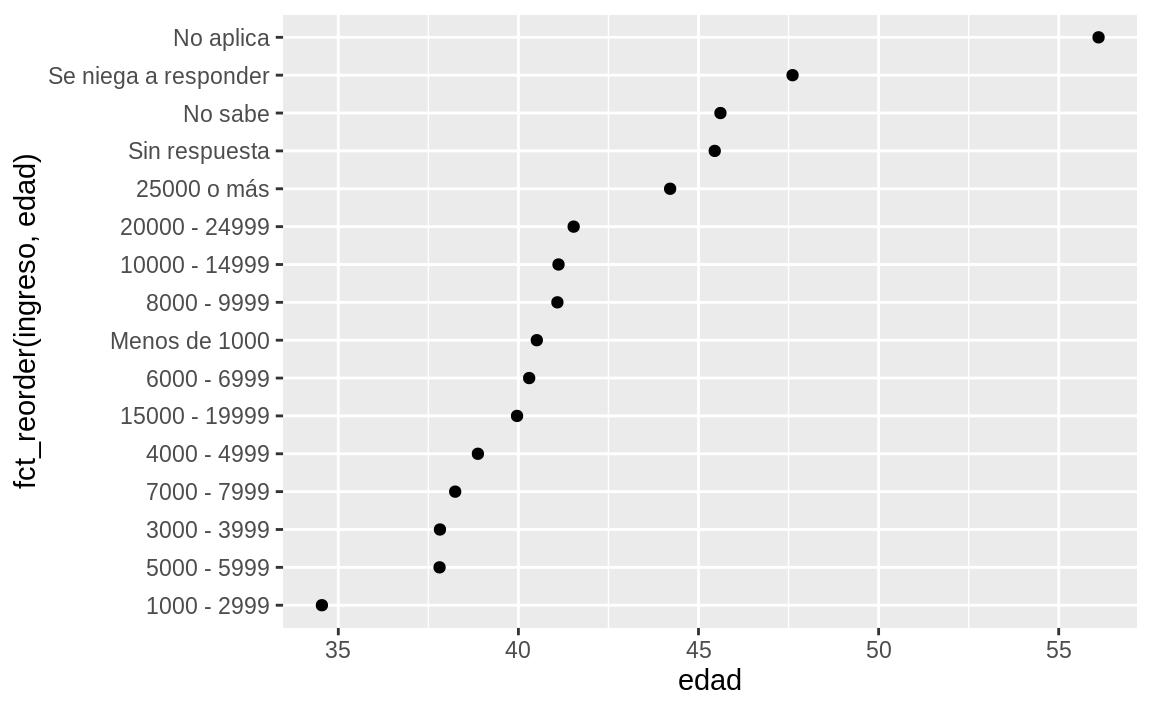 No aplica
Se niega a responder
No sabe
Sin respuesta
25000 o más
20000 - 24999
10000 - 14999
8000 - 9999
Menos de 1000
6000 - 6999
15000 - 19999
4000 - 4999
7000 - 7999
3000 - 3999
5000 - 5999
1000 - 2999
fct_reorder(ingreso, edad)
35 40 45 50 55
edad